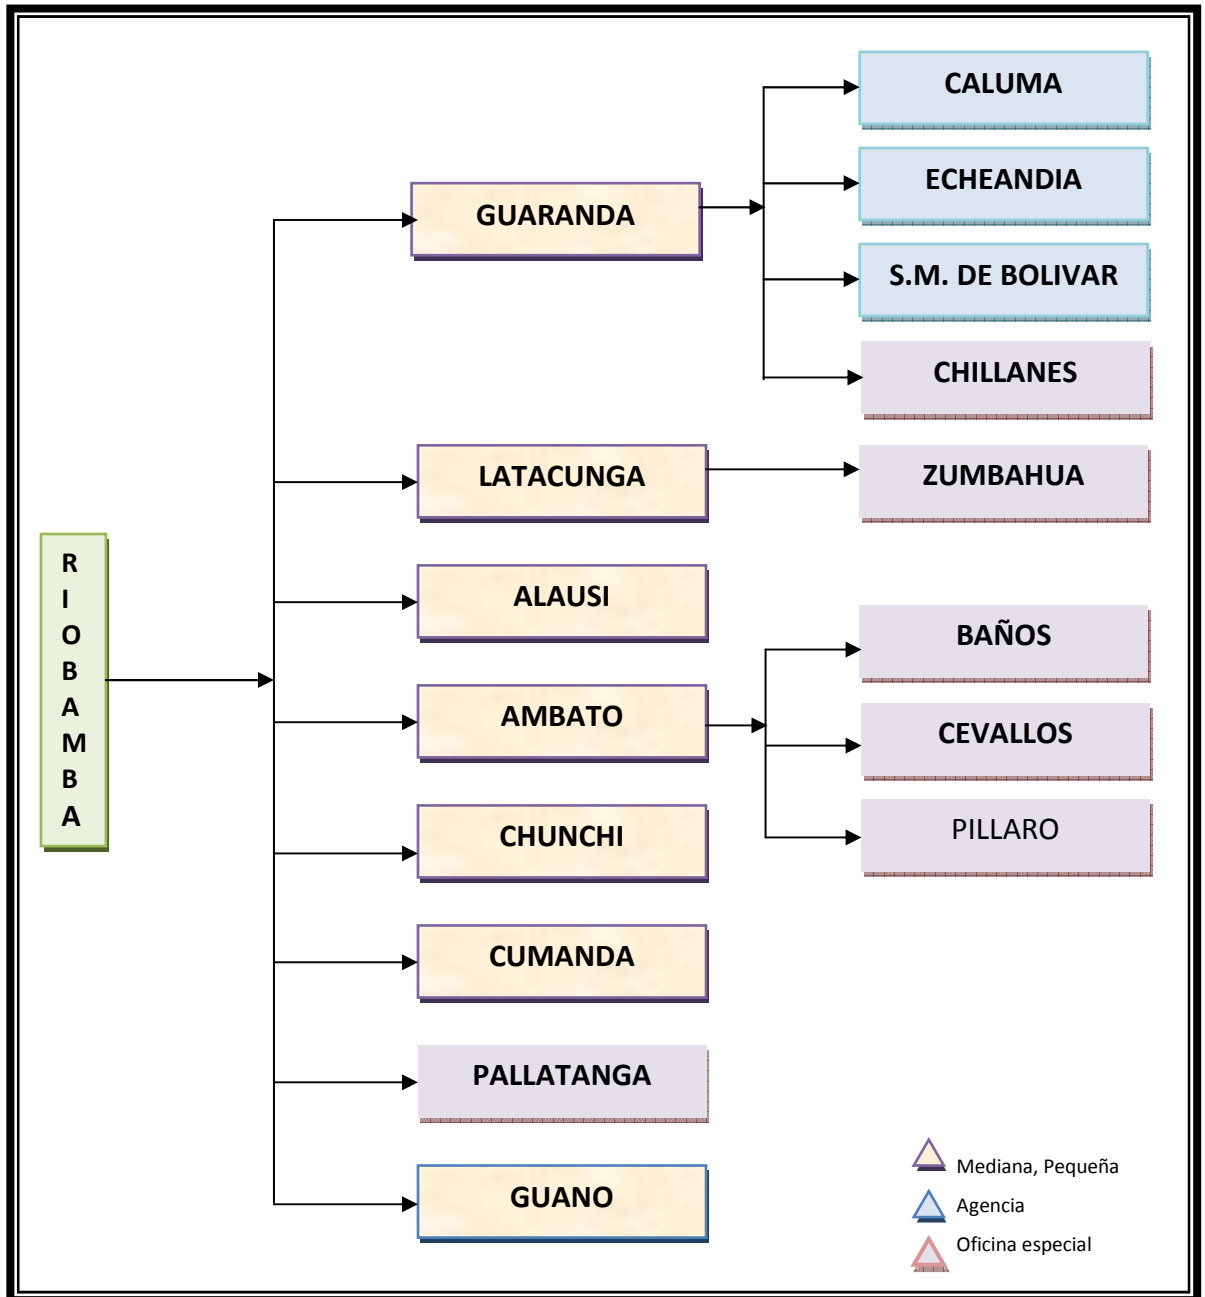 CALUMA
ECHEANDIA
GUARANDA
S.M. DE BOLIVAR
CHILLANES
LATACUNGA
ZUMBAHUA
RIOBAMBA
ALAUSI
BAÑOS
AMBATO
CEVALLOS
CHUNCHI
PILLARO
CUMANDA
PALLATANGA
GUANO
Mediana, Pequeña
Agencia
Oficina especial